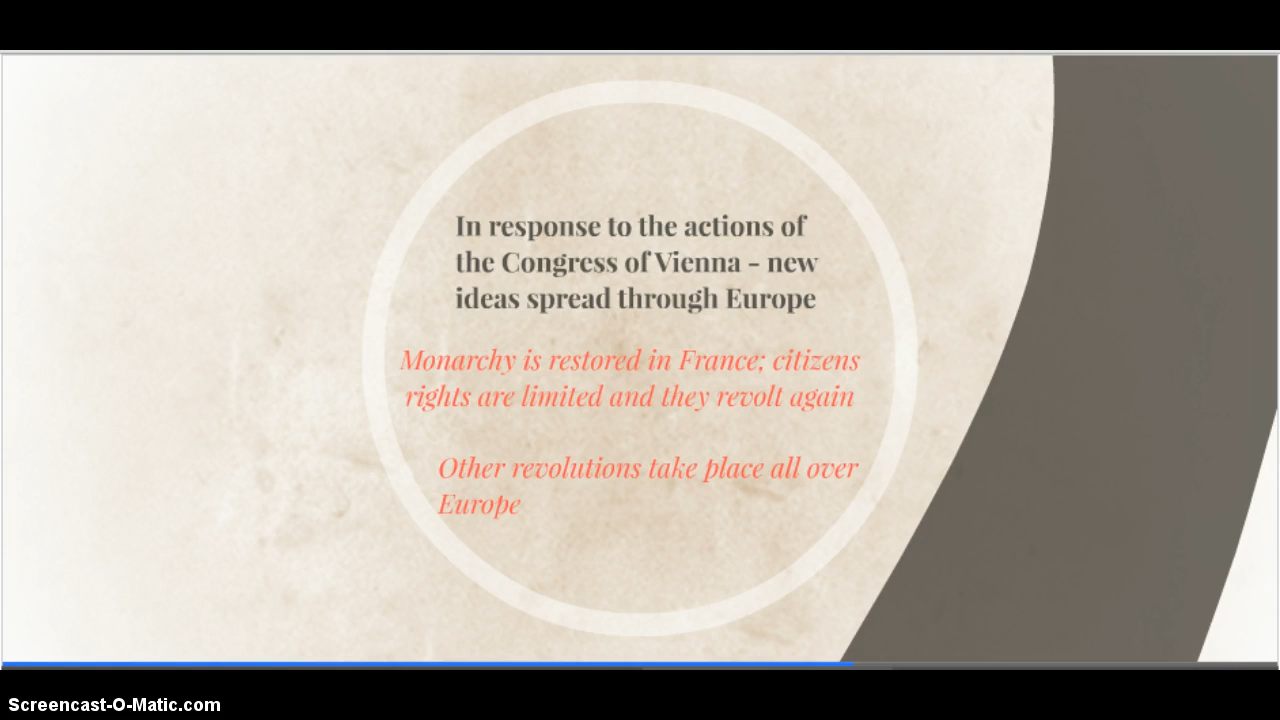 In response to the actions of
the Congress of Vienna - new
ideas spread through Europe
Monarchy is restored in France; citizens
rights are limited and they revolt again
Other revolutions take place all over
Europe
Screencast-O-Matic.com